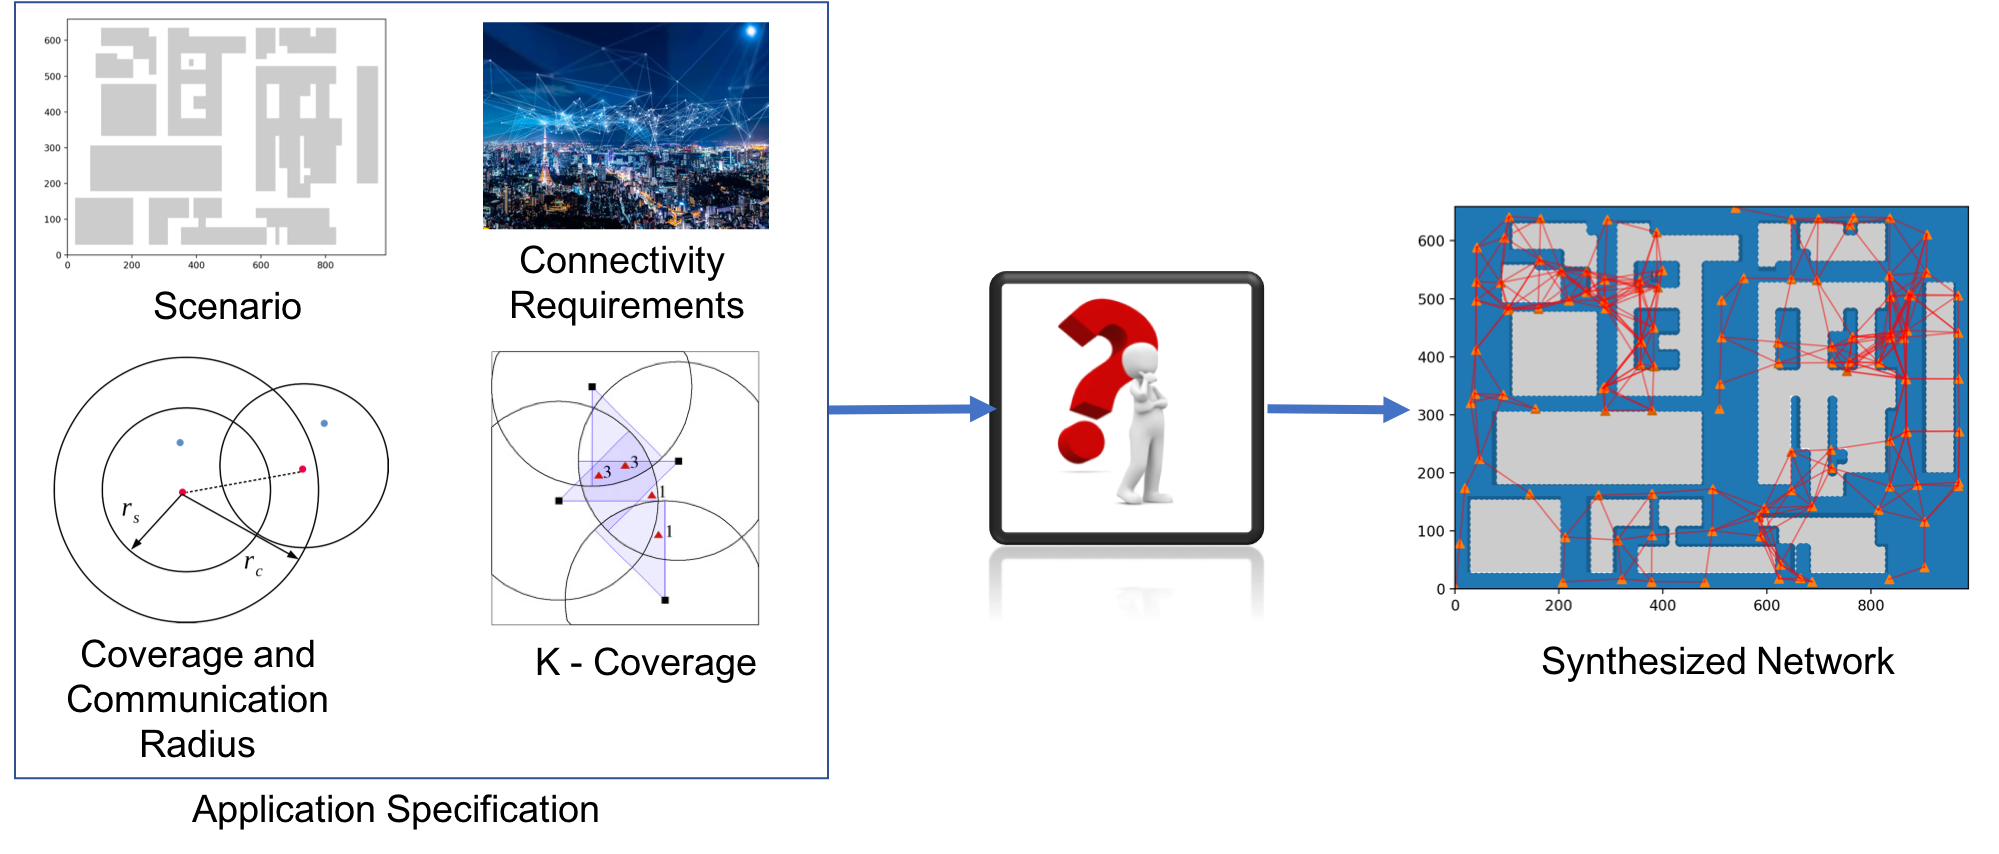 600
500
400
300
200
100
0
0 200 400 600 800
Scenario
Connectivity
Requirements
r s
r c
Coverage and
Communication
Radius
3 3
1
1
K - Coverage
Application Specification
600
500
400
300
200
100
0
0 200 400 600 800
Synthesized Network